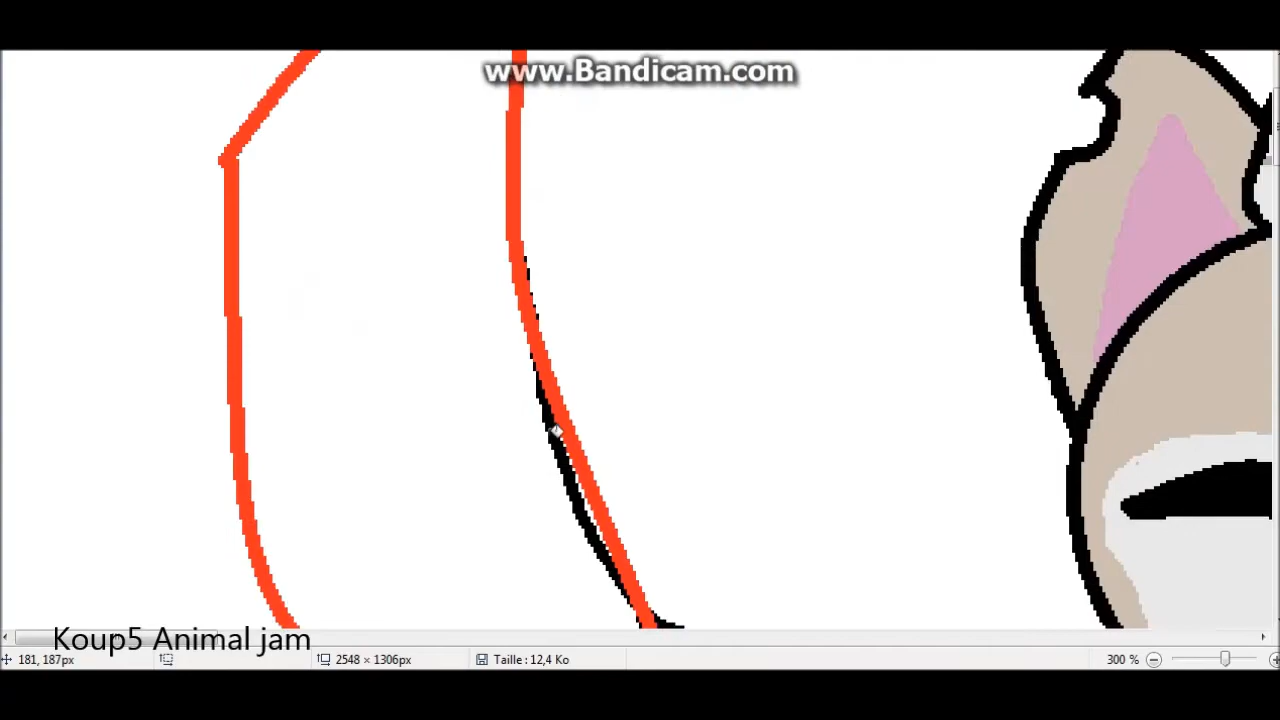 www.Bandicam.com
Koup5 Animal jam
181, 187px
2548 × 1306px
Taille : 12,4 Ko
300 %